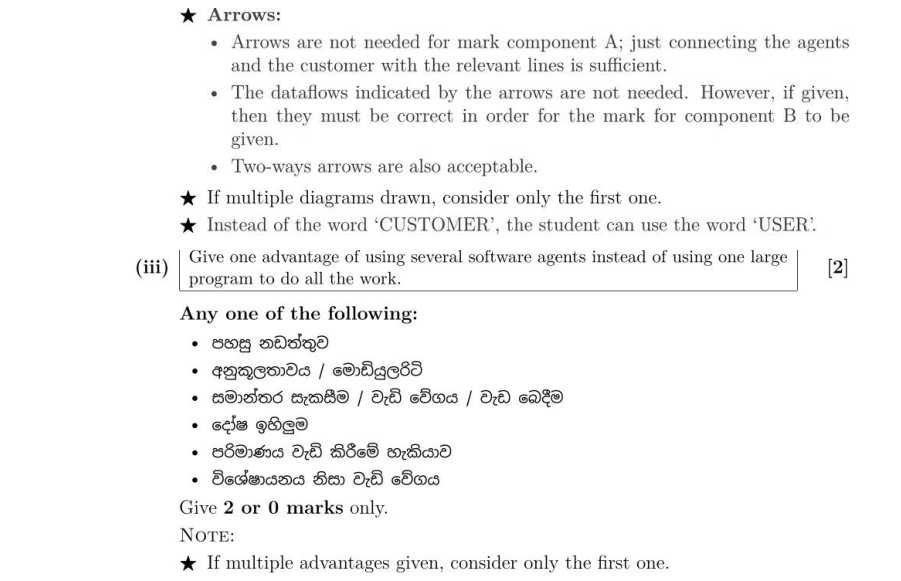 ★ Arrows:
• Arrows are not needed for mark component A; just connecting the agents
and the customer with the relevant lines is sufficient.
• The dataflows indicated by the arrows are not needed. However, if given,
then they must be correct in order for the mark for component B to be
given.
• Two-ways arrows are also acceptable.
★ If multiple diagrams drawn, consider only the first one.
★ Instead of the word ‘CUSTOMER’, the student can use the word ‘USER’.
(iii) Give one advantage of using several software agents instead of using one large [2]
program to do all the work.
Any one of the following:
• පහසු නඩත්තුව
• අනුකූලතාවය / මොඩියුලරිටි
• සමාන්තර සැකසීම / වැඩි වේගය / වැඩ බෙදීම
• දෝෂ ඉහිලුම
• පරිමාණය වැඩි කිරීමේ හැකියාව
• විශේෂායනය නිසා වැඩි වේගය
Give 2 or 0 marks only.
NOTE:
★ If multiple advantages given, consider only the first one.